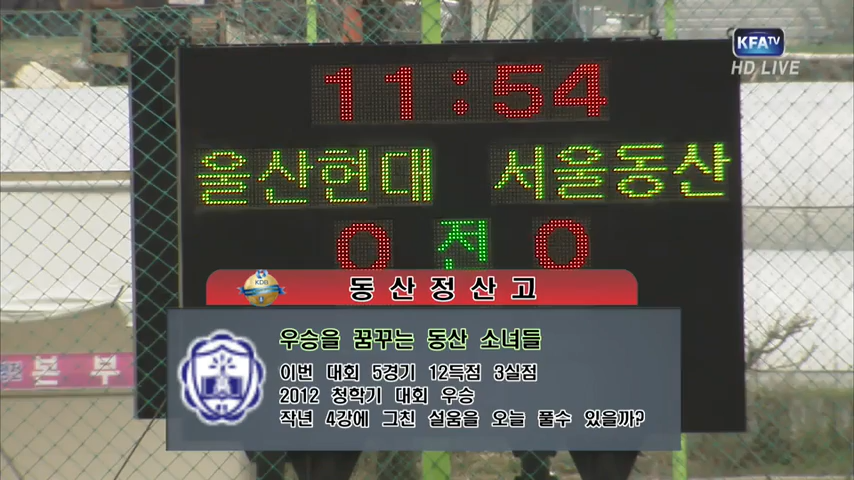 KFATV
HD LIVE
11:54
울산현대 서울동산
0 전 0
KDB
동산정산고
우승을 꿈꾸는 동산 소녀들
이번 대회 5경기 12득점 3실점
2012 청학기 대회 우승
작년 4강에 그친 설움을 오늘 풀수 있을까?
본부